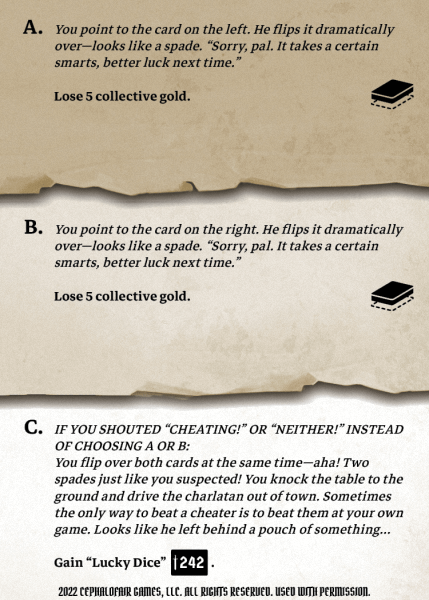 A. You point to the card on the left. He flips it dramatically
over—looks like a spade. “Sorry, pal. It takes a certain
smarts, better luck next time.”
Lose 5 collective gold.
B. You point to the card on the right. He flips it dramatically
over—looks like a spade. “Sorry, pal. It takes a certain
smarts, better luck next time.”
Lose 5 collective gold.
C. IF YOU SHOUTED “CHEATING!” OR “NEITHER!” INSTEAD
OF CHOOSING A OR B:
You flip over both cards at the same time—aha! Two
spades just like you suspected! You knock the table to the
ground and drive the charlatan out of town. Sometimes
the only way to beat a cheater is to beat them at your own
game. Looks like he left behind a pouch of something...
Gain “Lucky Dice” 242 .
2022 CEPHALOFAIR GAMES, LLC. ALL RIGHTS RESERVED. USED WITH PERMISSION.